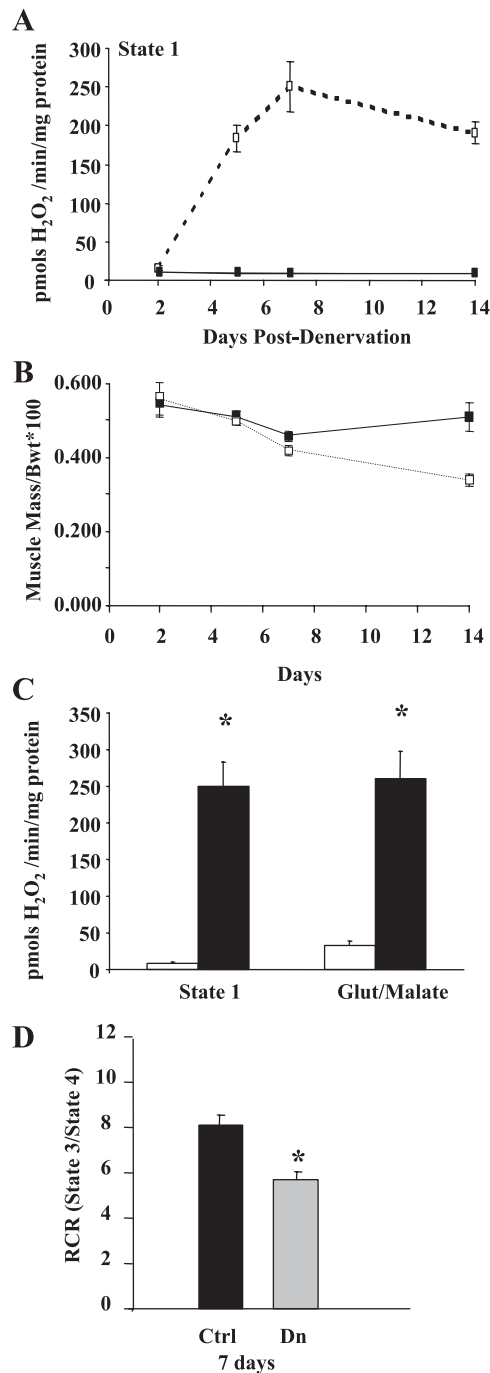 A
State 1
pmols H₂O₂ /min/mg protein
300
250
200
150
100
50
0
0 2 4 6 8 10 12 14
Days Post-Denervation
B
Muscle Mass/Bwt*100
0.600
0.400
0.200
0.000
0 2 4 6 8 10 12 14
Days
C
pmols H₂O₂ /min/mg protein
350
300
250
200
150
100
50
0
* *
State 1 Glut/Malate
D
RCR (State 3/State 4)
12
10
8
6
4
2
0
*
Ctrl Dn
7 days